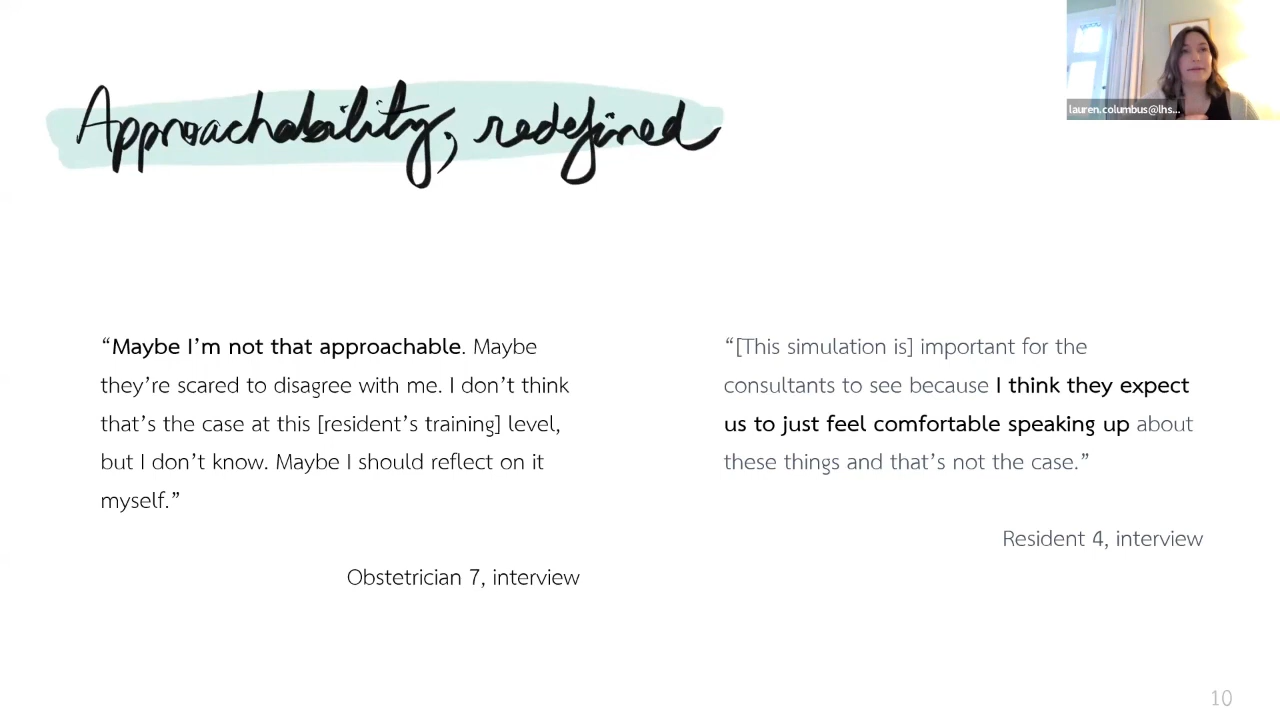 lauren.columbus@lhs...
Approachability, redefined
“Maybe I’m not that approachable. Maybe
they’re scared to disagree with me. I don’t think
that’s the case at this [resident’s training] level,
but I don’t know. Maybe I should reflect on it
myself.”
Obstetrician 7, interview
“[This simulation is] important for the
consultants to see because I think they expect
us to just feel comfortable speaking up about
these things and that’s not the case.”
Resident 4, interview
10